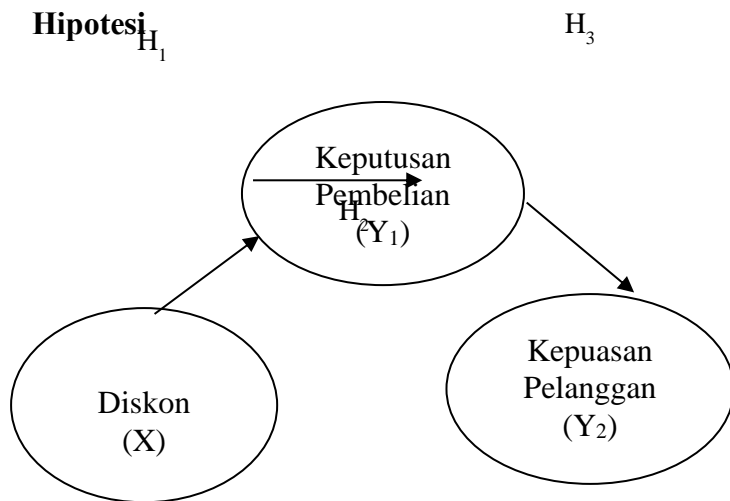 Hipotesi
H1
H3
Keputusan
Pembelian
H2
(Y1)
Kepuasan
Pelanggan
(Y2)
Diskon
(X)